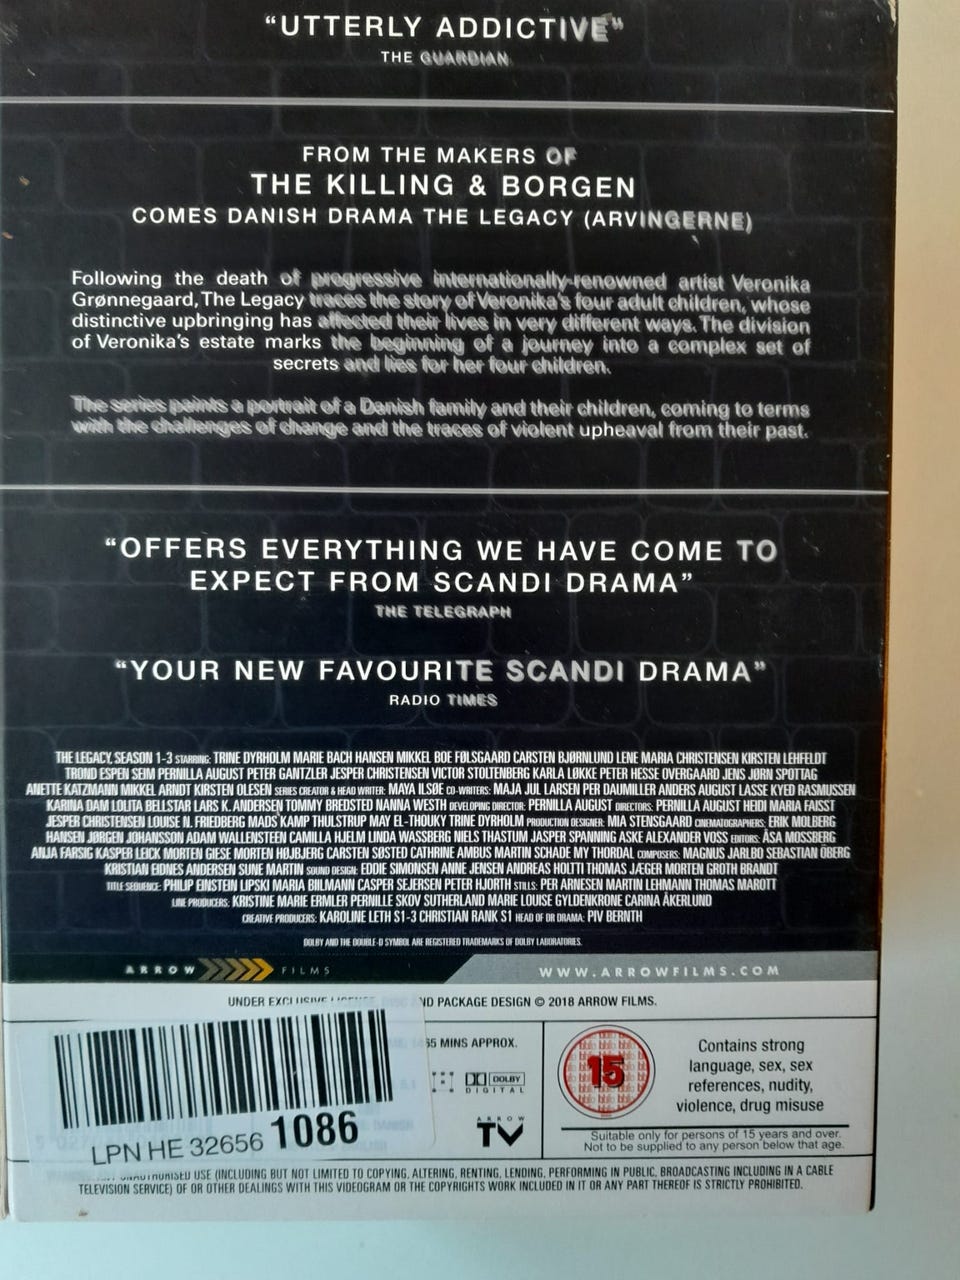 “UTTERLY ADDICTIVE”
THE GUARDIAN
FROM THE MAKERS OF
THE KILLING & BORGEN
COMES DANISH DRAMA THE LEGACY (ARVINGERNE)
Following the death of progressive internationally-renowned artist Veronika
Grønnegaard, The Legacy traces the story of Veronika’s four adult children, whose
distinctive upbringing has affected their lives in very different ways. The division
of Veronika’s estate marks the beginning of a journey into a complex set of
secrets and lies for her four children.
The series paints a portrait of a Danish family and their children, coming to terms
with the challenges of change and the traces of violent upheaval from their past.
“OFFERS EVERYTHING WE HAVE COME TO
EXPECT FROM SCANDI DRAMA”
THE TELEGRAPH
“YOUR NEW FAVOURITE SCANDI DRAMA”
RADIO TIMES
THE LEGACY, SEASON 1-3 STARRING: TRINE DYRHOLM MARIE BACH HANSEN MIKKEL BOE FØLSGAARD CARSTEN BJØRNLUND LENE MARIA CHRISTENSEN KIRSTEN LEHFELDT
TROND ESPEN SEIM PERNILLA AUGUST PETER GANTZLER JESPER CHRISTENSEN VICTOR STOLTENBERG KARLA LØKKE PETER HESSE OVERGAARD JENS JØRN SPOTTAG
ANETTE KATZMANN MIKKEL ARNDT KIRSTEN OLESEN SERIES CREATOR & HEAD WRITER: MAYA ILSØE CO-WRITERS: MAJA JUL LARSEN PER DAUMILLER ANDERS AUGUST LASSE KYED RASMUSSEN
KARINA DAM LOLITA BELLSTAR LARS K. ANDERSEN TOMMY BREDSTED NANNA WESTH DEVELOPING DIRECTOR: PERNILLA AUGUST DIRECTORS: PERNILLA AUGUST HEIDI MARIA FAISST
JESPER CHRISTENSEN LOUISE N. FRIEDBERG MADS KAMP THULSTRUP MAY EL-THOUKY TRINE DYRHOLM PRODUCTION DESIGNER: MIA STENSGAARD CINEMATOGRAPHERS: ERIK MOLBERG
HANSEN JØRGEN JOHANSSON ADAM WALLENSTEEN CAMILLA HJELM LINDA WASSBERG NIELS THASTUM JASPER SPANNING ASKE ALEXANDER VOSS EDITORS: ÅSA MOSSBERG
ANJA FARSIG KASPER LEICK MORTEN GIESE MORTEN HØJBJERG CARSTEN SØSTED CATHRINE AMBUS MARTIN SCHADE MY THORDAL COMPOSERS: MAGNUS JARLBO SEBASTIAN ÖBERG
KRISTIAN EIDNES ANDERSEN SUNE MARTIN SOUND DESIGN: EDDIE SIMONSEN ANNE JENSEN ANDREAS HOLTTI THOMAS JÆGER MORTEN GROTH BRANDT
TITLE SEQUENCE: PHILIP EINSTEIN LIPSKI MARIA BIILMANN CASPER SEJERSEN PETER HJORTH STILLS: PER ARNESEN MARTIN LEHMANN THOMAS MAROTT
LINE PRODUCERS: KRISTINE MARIE ERMLER PERNILLE SKOV SUTHERLAND MARIE LOUISE GYLDENKRONE CARINA ÅKERLUND
CREATIVE PRODUCERS: KAROLINE LETH S1-3 CHRISTIAN RANK S1 HEAD OF DR DRAMA: PIV BERNTH
DOLBY AND THE DOUBLE-D SYMBOL ARE REGISTERED TRADEMARKS OF DOLBY LABORATORIES.
ARROW FILMS
WWW.ARROWFILMS.COM
UNDER PACKAGE DESIGN © 2018 ARROW FILMS.
MINS APPROX.
DOLBY
DIGITAL
ARROW
TV
15
Contains strong
language, sex, sex
references, nudity,
violence, drug misuse
Suitable only for persons of 15 years and over.
Not to be supplied to any person below that age.
LPN HE 32656 1086
USE (INCLUDING BUT NOT LIMITED TO COPYING, ALTERING, RENTING, LENDING, PERFORMING IN PUBLIC, BROADCASTING INCLUDING IN A CABLE
TELEVISION SERVICE) OF OR OTHER DEALINGS WITH THIS VIDEOGRAM OR THE COPYRIGHTS WORK INCLUDED IN IT OR ANY PART THEREOF IS STRICTLY PROHIBITED.